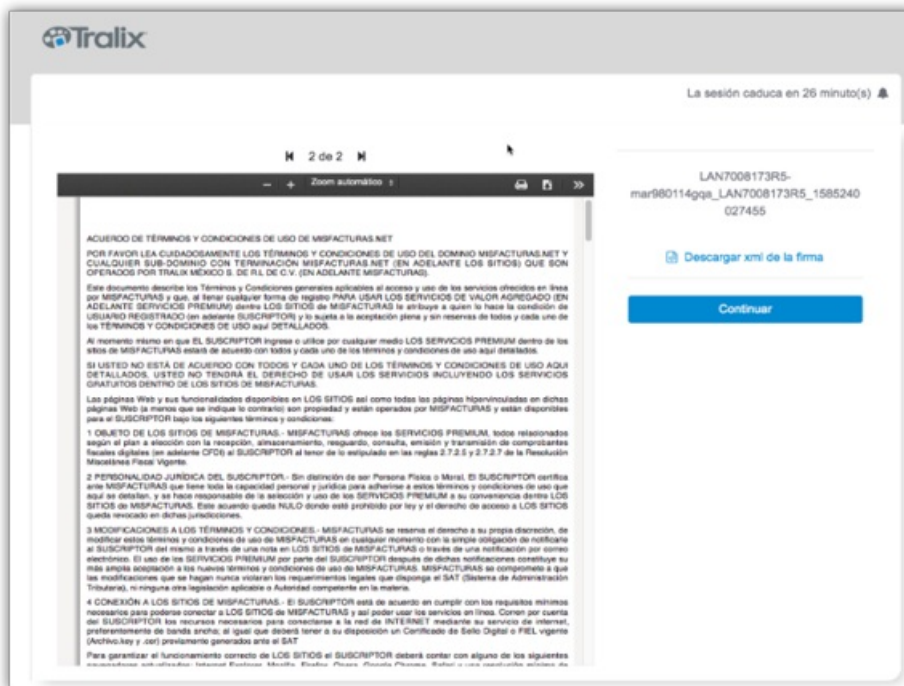 Tralix
La sesión caduca en 26 minuto(s)
2 de 2
Zoom automático
LAN7008173R5-
mar980114gqa_LAN7008173R5_1585240
027455
Descargar xml de la firma
Continuar
ACUERDO DE TÉRMINOS Y CONDICIONES DE USO DE MISFACTURAS.NET
POR FAVOR LEA CUIDADOSAMENTE LOS TÉRMINOS Y CONDICIONES DE USO DEL DOMINIO MISFACTURAS.NET Y
CUALQUIER SUB-DOMINIO CON TERMINACIÓN MISFACTURAS.NET (EN ADELANTE LOS SITIOS) QUE SON
OPERADOS POR TRALIX MÉXICO S. DE R.L DE C.V. (EN ADELANTE MISFACTURAS).
Este documento describe los Términos y Condiciones generales aplicables al acceso y uso de los servicios ofrecidos en línea
por MISFACTURAS y que, al llenar cualquier forma de registro PARA USAR LOS SERVICIOS DE VALOR AGREGADO (EN
ADELANTE SERVICIOS PREMIUM) dentro LOS SITIOS de MISFACTURAS le atribuye a quien lo hace la condición de
USUARIO REGISTRADO (en adelante SUSCRIPTOR) y lo sujeta a la aceptación plena y sin reservas de todos y cada uno de
los TÉRMINOS Y CONDICIONES DE USO aquí DETALLADOS.
Al momento mismo en que EL SUSCRIPTOR ingrese o utilice por cualquier medio LOS SERVICIOS PREMIUM dentro de los
sitios de MISFACTURAS estará de acuerdo con todos y cada uno de los términos y condiciones de uso aquí detallados.
SI USTED NO ESTÁ DE ACUERDO CON TODOS Y CADA UNO DE LOS TÉRMINOS Y CONDICIONES DE USO AQUI
DETALLADOS, USTED NO TENDRÁ EL DERECHO DE USAR LOS SERVICIOS INCLUYENDO LOS SERVICIOS
GRATUITOS DENTRO DE LOS SITIOS DE MISFACTURAS.
Las páginas Web y sus funcionalidades disponibles en LOS SITIOS así como todas las páginas hipervinculadas en dichas
páginas Web (a menos que se indique lo contrario) son propiedad y están operados por MISFACTURAS y están disponibles
para el SUSCRIPTOR bajo los siguientes términos y condiciones:
1 OBJETO DE LOS SITIOS DE MISFACTURAS.- MISFACTURAS ofrece los SERVICIOS PREMIUM, todos relacionados
según el plan a elección con la recepción, almacenamiento, resguardo, consulta, emisión y transmisión de comprobantes
fiscales digitales (en adelante CFDI) al SUSCRIPTOR al tenor de lo estipulado en las reglas 2.7.2.5 y 2.7.2.7 de la Resolución
Miscelánea Fiscal Vigente.
2 PERSONALIDAD JURÍDICA DEL SUSCRIPTOR.- Sin distinción de ser Persona Física o Moral, El SUSCRIPTOR certifica
ante MISFACTURAS que tiene toda la capacidad personal y jurídica para adherirse a estos términos y condiciones de uso que
aquí se detallan, y se hace responsable de la selección y uso de los SERVICIOS PREMIUM a su conveniencia dentro LOS
SITIOS de MISFACTURAS. Este acuerdo queda NULO donde esté prohibido por ley y el derecho de acceso a LOS SITIOS
queda revocado en dichas jurisdicciones.
3 MODIFICACIONES A LOS TÉRMINOS Y CONDICIONES.- MISFACTURAS se reserva el derecho a su propia discreción, de
modificar estos términos y condiciones de uso de MISFACTURAS en cualquier momento con la simple obligación de notificarle
al SUSCRIPTOR del mismo a través de una nota en LOS SITIOS de MISFACTURAS o través de una notificación por correo
electrónico. El uso de los SERVICIOS PREMIUM por parte del SUSCRIPTOR después de dichas notificaciones constituye su
más amplia aceptación a los nuevos términos y condiciones de uso de MISFACTURAS. MISFACTURAS se compromete a que
las modificaciones que se hagan nunca violaran los requerimientos legales que disponga el SAT (Sistema de Administración
Tributaria), ni ninguna otra legislación aplicable o Autoridad competente en la materia.
4 CONEXIÓN A LOS SITIOS DE MISFACTURAS.- El SUSCRIPTOR está de acuerdo en cumplir con los requisitos mínimos
necesarios para poderse conectar a LOS SITIOS de MISFACTURAS y así poder usar los servicios en línea. Corren por cuenta
del SUSCRIPTOR los recursos necesarios para conectarse a la red de INTERNET mediante su servicio de internet,
preferentemente de banda ancha; al igual que deberá tener a su disposición un Certificado de Sello Digital o FIEL vigente
(Archivo.key y .cer) previamente generados ante el SAT
Para garantizar el funcionamiento correcto de LOS SITIOS el SUSCRIPTOR deberá contar con alguno de los siguientes